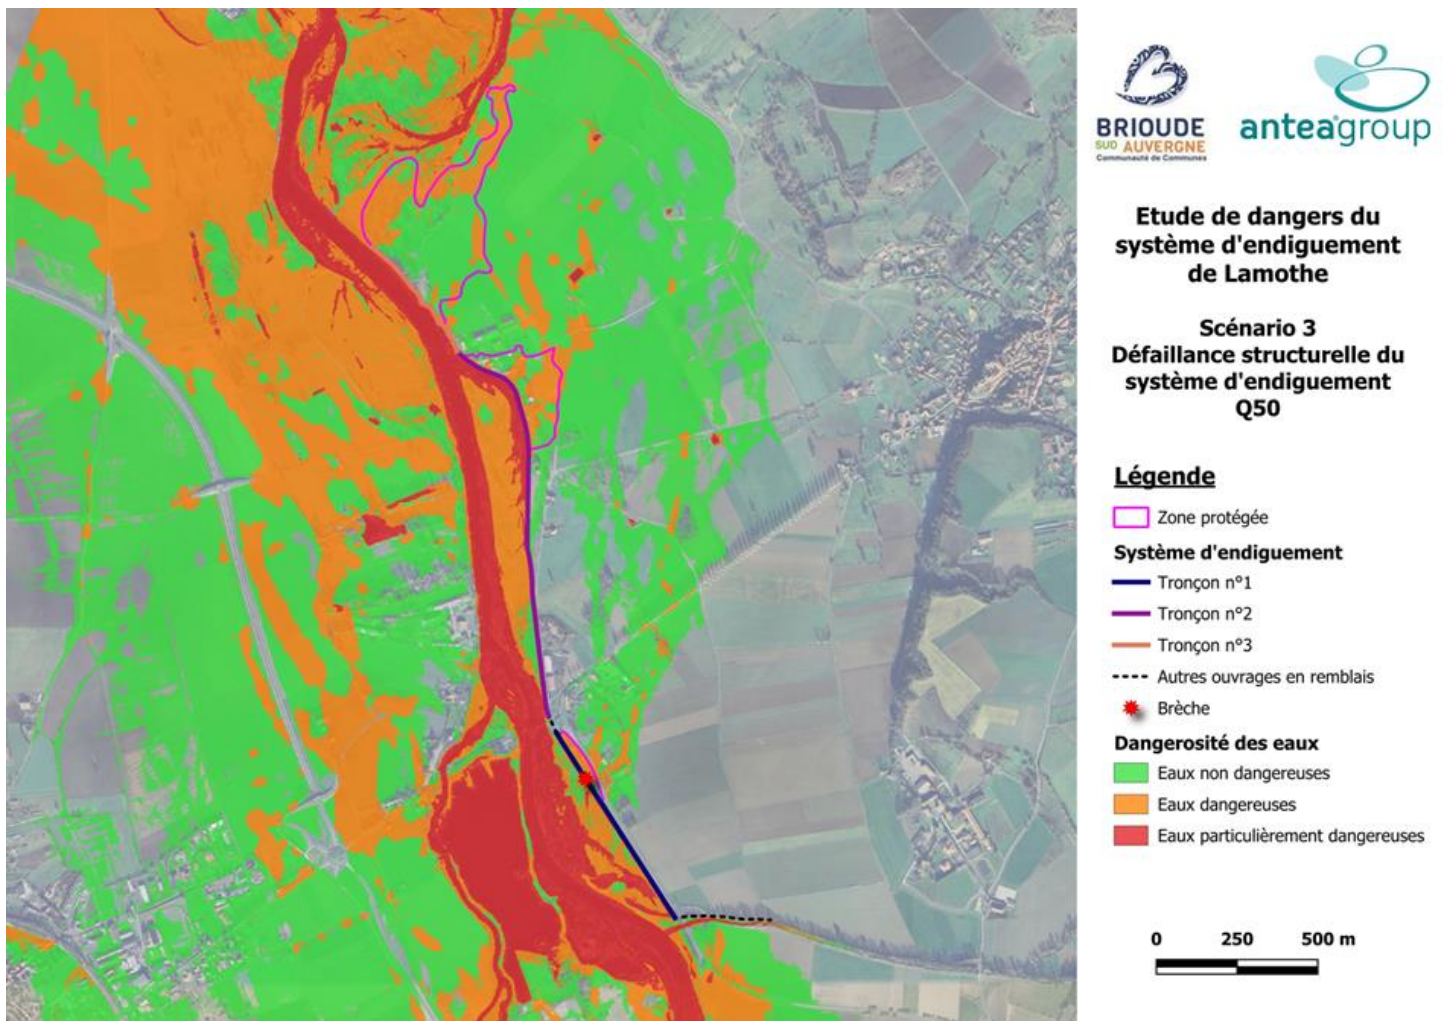 BRIOUDE
SUD AUVERGNE
Communauté de Communes
anteagroup
Etude de dangers du
système d'endiguement
de Lamothe
Scénario 3
Défaillance structurelle du
système d'endiguement
Q50
Légende
Zone protégée
Système d'endiguement
Tronçon n°1
Tronçon n°2
Tronçon n°3
Autres ouvrages en remblais
Brèche
Dangerosité des eaux
Eaux non dangereuses
Eaux dangereuses
Eaux particulièrement dangereuses
0 250 500 m